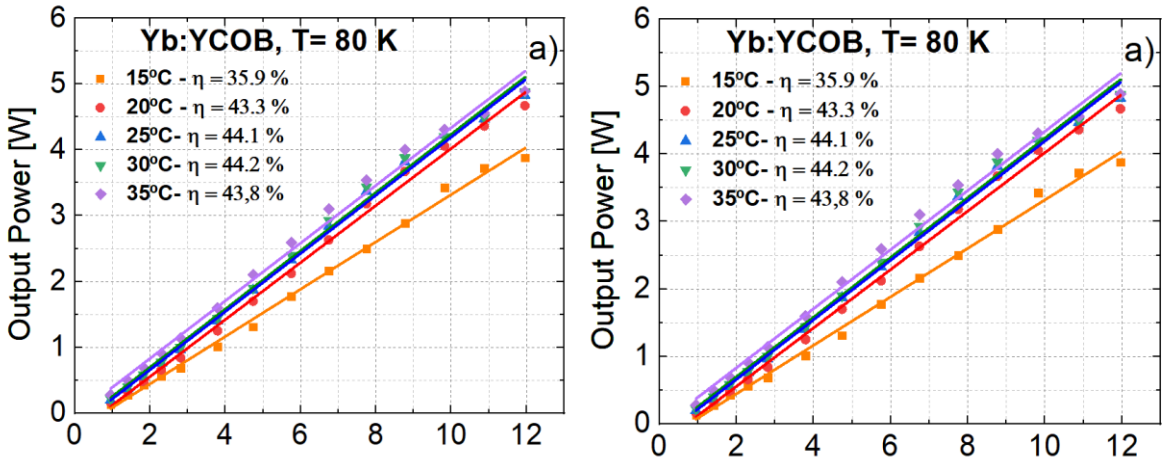 Yb:YCOB, T= 80 K
a)
15ºC - η = 35.9 %
20ºC - η = 43.3 %
25ºC- η = 44.1 %
30ºC- η = 44.2 %
35ºC- η = 43,8 %
Output Power [W]
6
5
4
3
2
1
0
0 2 4 6 8 10 12
Yb:YCOB, T= 80 K
a)
15ºC - η = 35.9 %
20ºC - η = 43.3 %
25ºC- η = 44.1 %
30ºC- η = 44.2 %
35ºC- η = 43,8 %
Output Power [W]
6
5
4
3
2
1
0
0 2 4 6 8 10 12